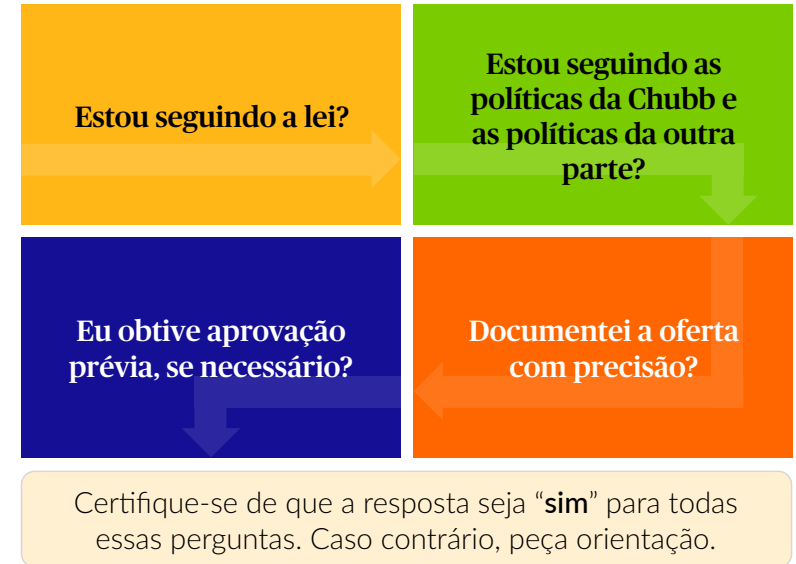 Estou seguindo a lei?
Estou seguindo as
políticas da Chubb e
as políticas da outra
parte?
Documentei a oferta
com precisão?
Eu obtive aprovação
prévia, se necessário?
Certifique-se de que a resposta seja “sim” para todas
essas perguntas. Caso contrário, peça orientação.